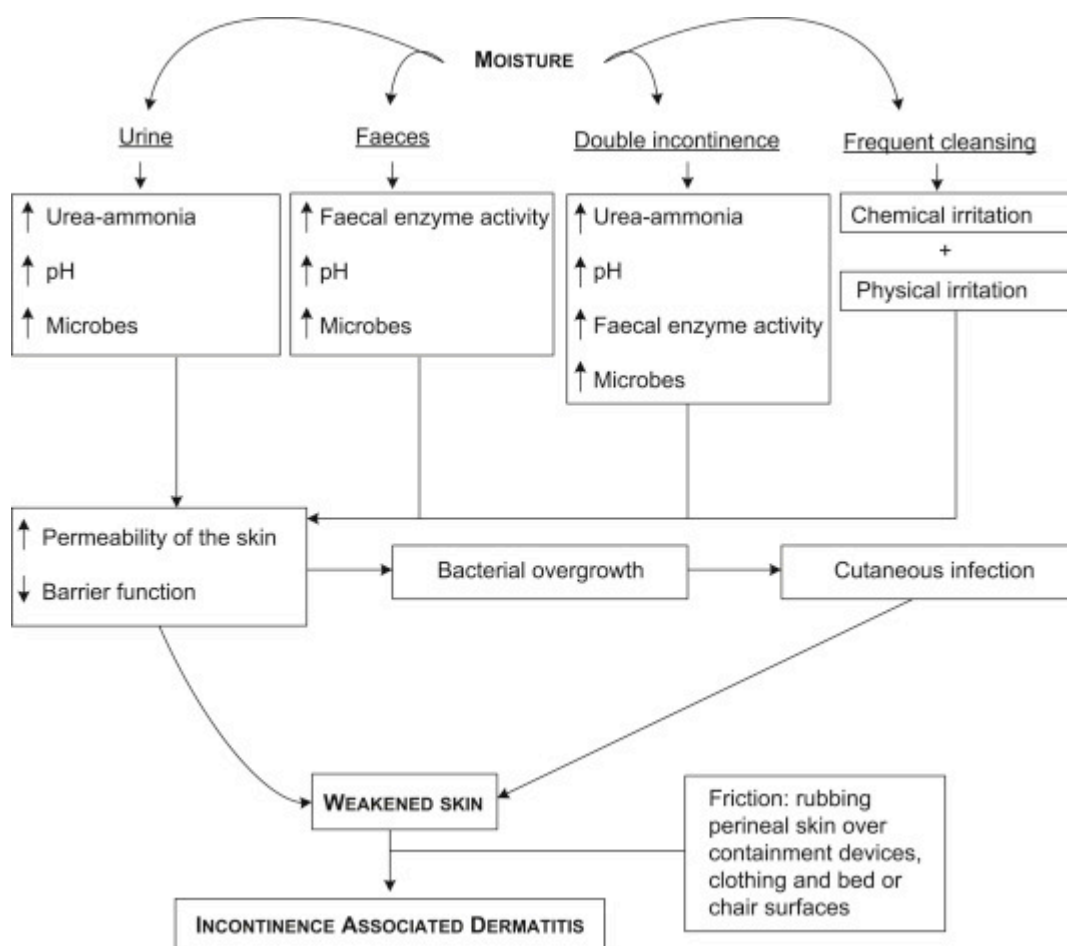 MOISTURE
Urine
Faeces
Double incontinence
Frequent cleansing
↑ Urea-ammonia
↑ pH
↑ Microbes
↑ Faecal enzyme activity
↑ pH
↑ Microbes
↑ Urea-ammonia
↑ pH
↑ Faecal enzyme activity
↑ Microbes
Chemical irritation
+
Physical irritation
↑ Permeability of the skin
↓ Barrier function
Bacterial overgrowth
Cutaneous infection
WEAKENED SKIN
Friction: rubbing
perineal skin over
containment devices,
clothing and bed or
chair surfaces
INCONTINENCE ASSOCIATED DERMATITIS